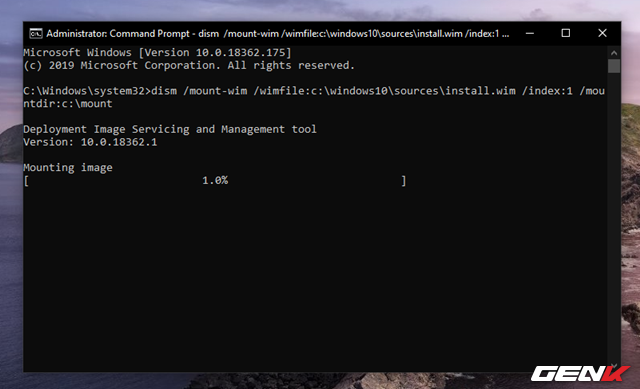 Administrator: Command Prompt - dism /mount-wim /wimfile:c:\windows10\sources\install.wim /index:1 ...
Microsoft Windows [Version 10.0.18362.175]
(c) 2019 Microsoft Corporation. All rights reserved.
C:\Windows\system32>dism /mount-wim /wimfile:c:\windows10\sources\install.wim /index:1 /mou
ntdir:c:\mount
Deployment Image Servicing and Management tool
Version: 10.0.18362.1
Mounting image
[ 1.0% ]
GENK